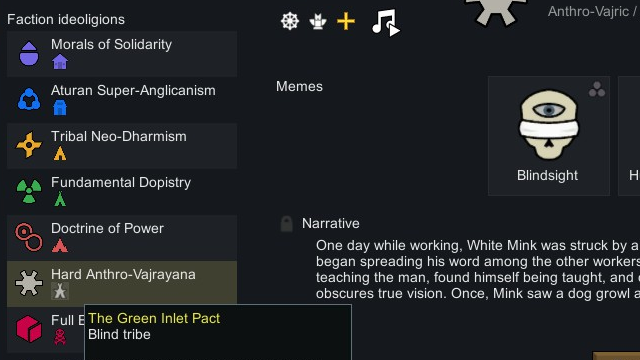 Faction ideoligions
Anthro-Vajric /
Morals of Solidarity
Aturan Super-Anglicanism
Memes
Tribal Neo-Dharmism
Blindsight
Fundamental Dopistry
Doctrine of Power
Narrative
One day while working, White Mink was struck by a
began spreading his word among the other workers
teaching the man, found himself being taught, and
obscures true vision. Once, Mink saw a dog growl a
Hard Anthro-Vajrayana
Full
The Green Inlet Pact
Blind tribe